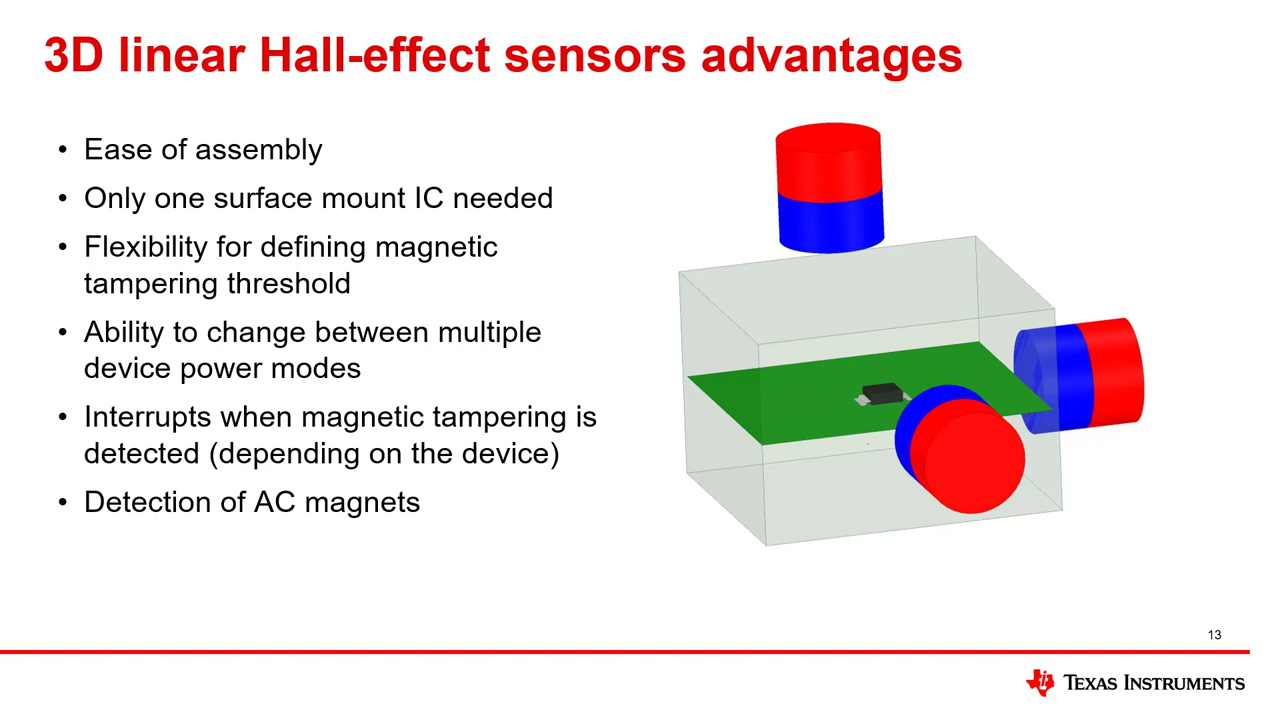 3D linear Hall-effect sensors advantages
• Ease of assembly
• Only one surface mount IC needed
• Flexibility for defining magnetic
tampering threshold
• Ability to change between multiple
device power modes
• Interrupts when magnetic tampering is
detected (depending on the device)
• Detection of AC magnets
13
TEXAS INSTRUMENTS